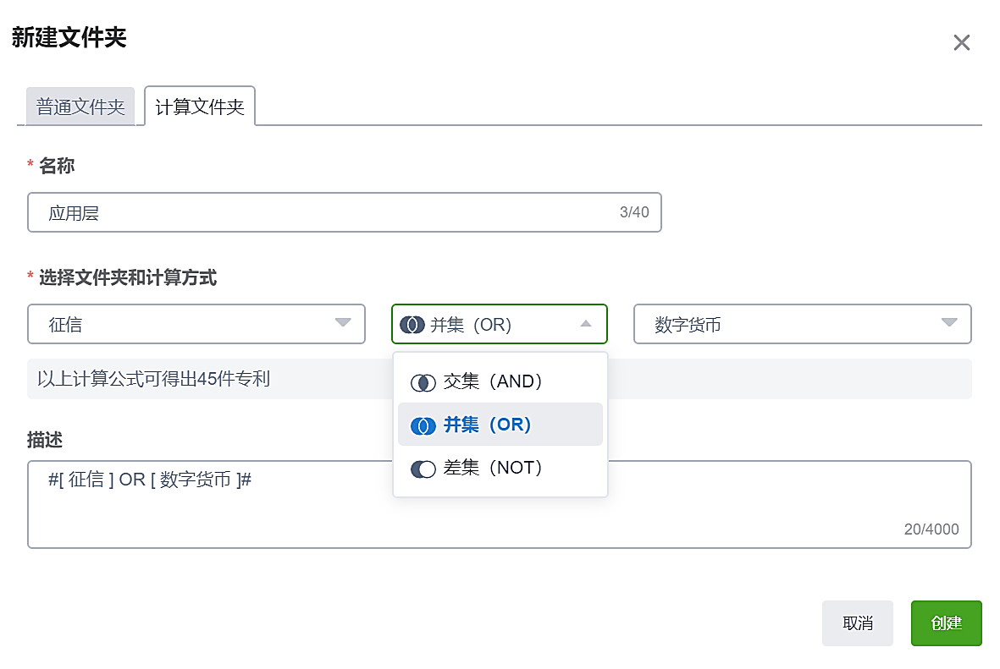 新建文件夹
普通文件夹 计算文件夹
* 名称
应用层 3/40
* 选择文件夹和计算方式
征信 并集（OR） 数字货币
以上计算公式可得出45件专利
交集（AND）
并集（OR）
差集（NOT）
描述
#[ 征信 ] OR [ 数字货币 ]#
20/4000
取消 创建